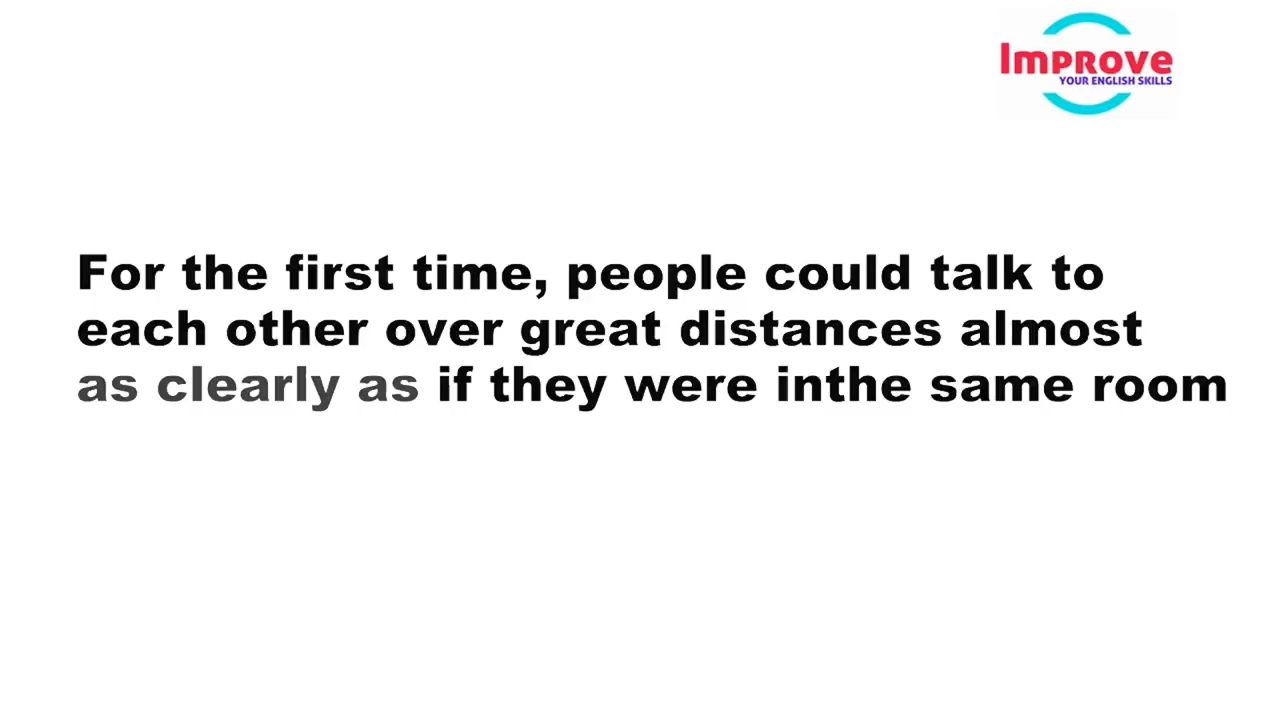 Improve
YOUR ENGLISH SKILLS
For the first time, people could talk to
each other over great distances almost
as clearly as if they were inthe same room